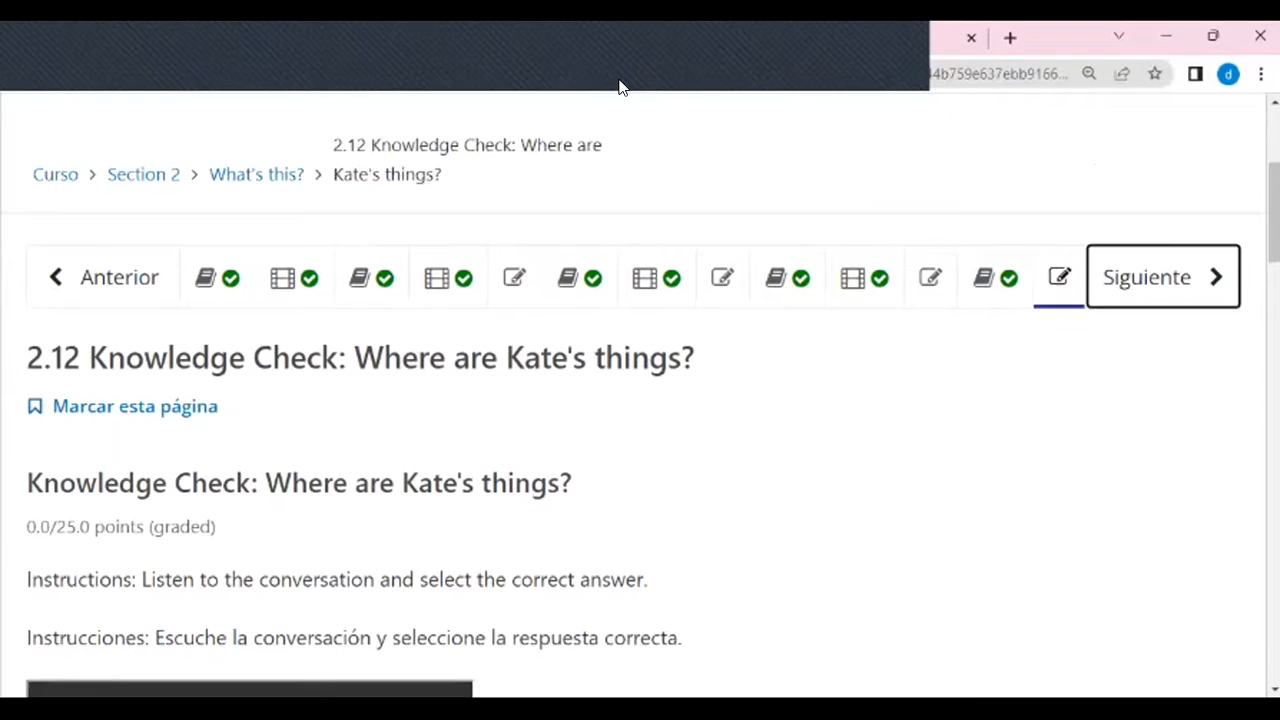 44b759e637ebb9166...
d
2.12 Knowledge Check: Where are
Curso > Section 2 > What's this? > Kate's things?
Anterior
Siguiente
2.12 Knowledge Check: Where are Kate's things?
Marcar esta página
Knowledge Check: Where are Kate's things?
0.0/25.0 points (graded)
Instructions: Listen to the conversation and select the correct answer.
Instrucciones: Escuche la conversación y seleccione la respuesta correcta.